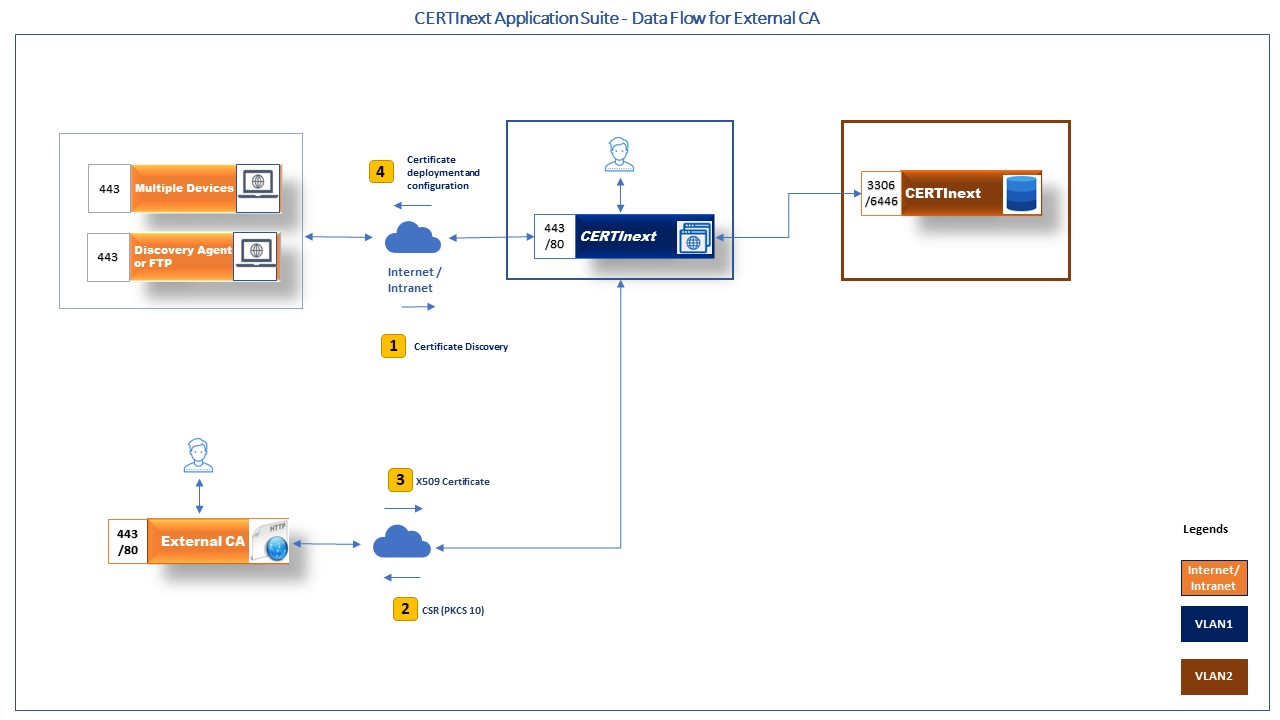 CERTInext Application Suite - Data Flow for External CA
443
Multiple Devices
443
Discovery Agent
or FTP
4
Certificate
deploymentand
configuration
Internet /
Intranet
1
Certificate Discovery
443
/80
CERTInext
3306
/6446
CERTInext
443
/80
External CA
HTTP
3
X509 Certificate
2
CSR (PKCS 10)
Legends
Internet/
Intranet
VLAN1
VLAN2